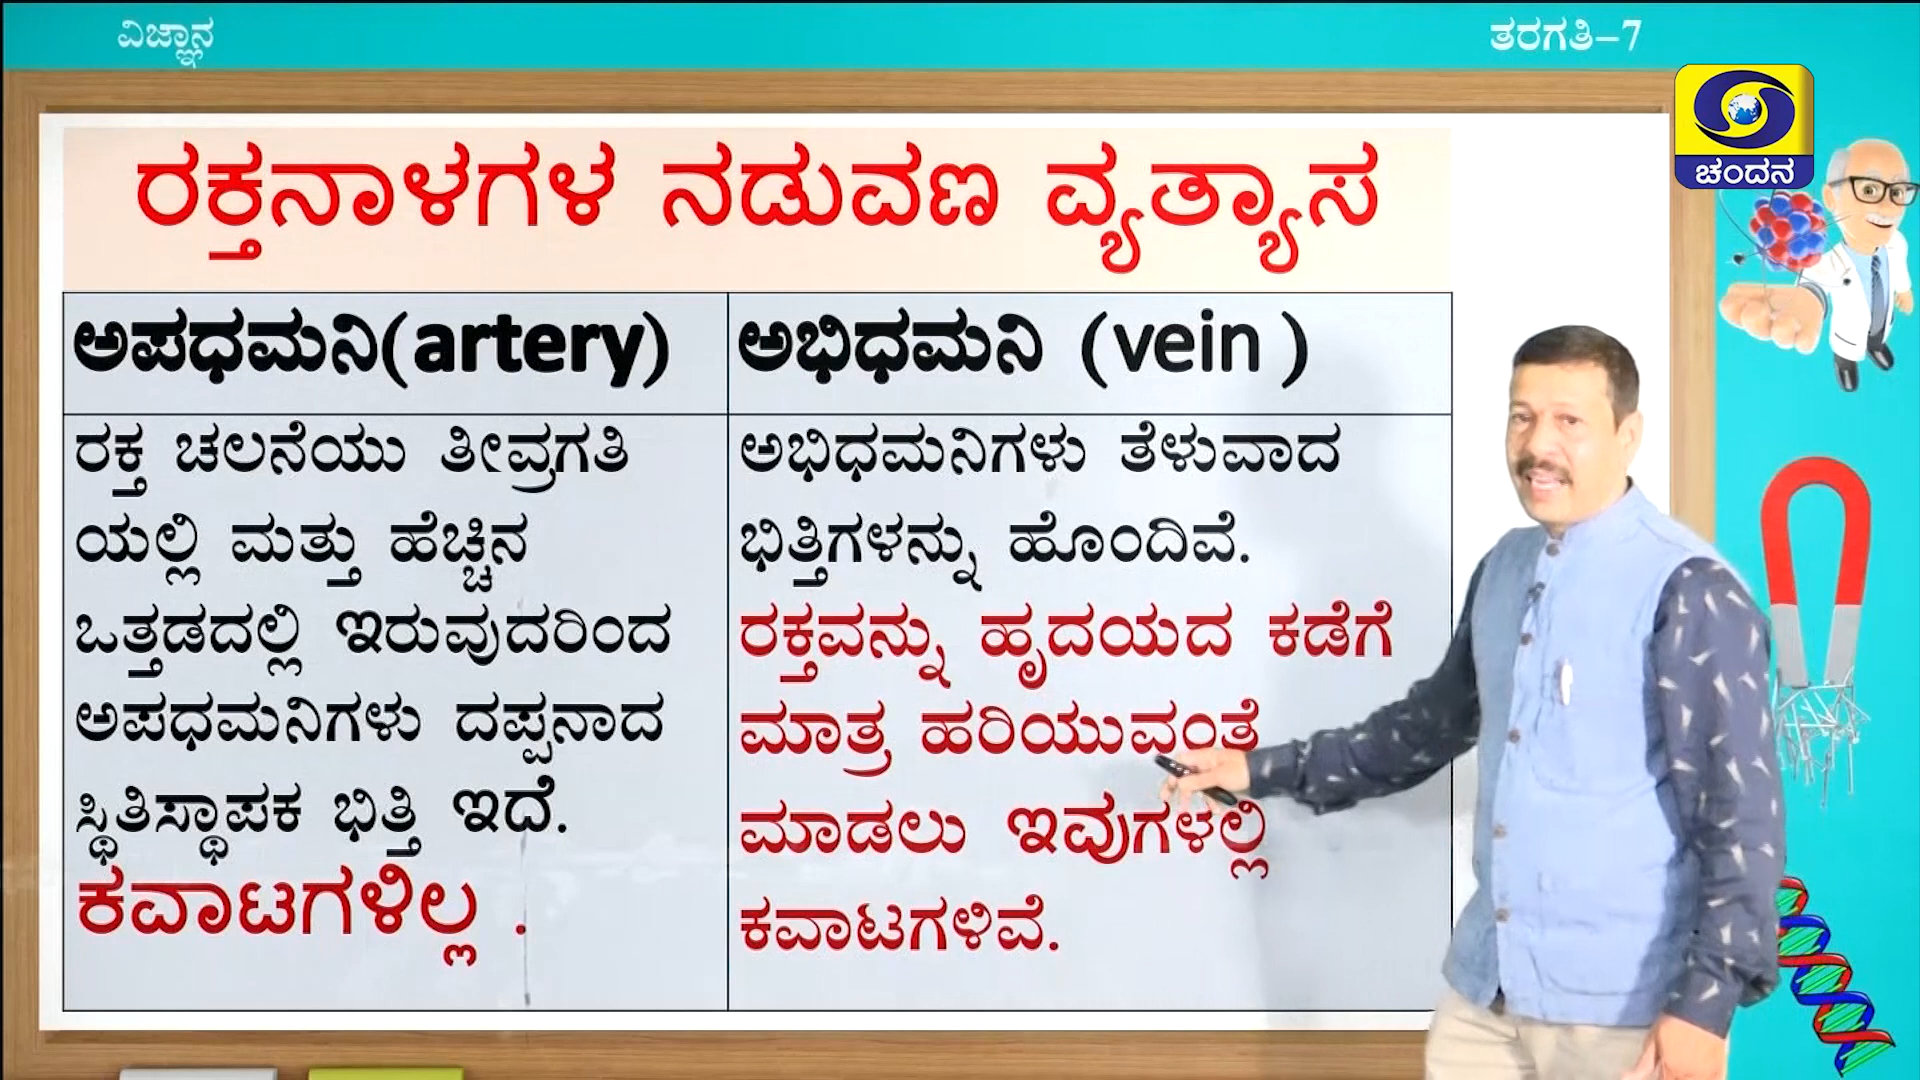 ವಿಜ್ಞಾನ
ತರಗತಿ-7
ಚಂದನ
ರಕ್ತನಾಳಗಳ ನಡುವಣ ವ್ಯತ್ಯಾಸ
ಅಪಧಮನಿ(artery)
ರಕ್ತ ಚಲನೆಯು ತೀವ್ರಗತಿ
ಯಲ್ಲಿ ಮತ್ತು ಹೆಚ್ಚಿನ
ಒತ್ತಡದಲ್ಲಿ ಇರುವುದರಿಂದ
ಅಪಧಮನಿಗಳು ದಪ್ಪನಾದ
ಸ್ಥಿತಿಸ್ಥಾಪಕ ಭಿತ್ತಿ ಇದೆ.
ಕವಾಟಗಳಿಲ್ಲ .
ಅಭಿಧಮನಿ (vein )
ಅಭಿಧಮನಿಗಳು ತೆಳುವಾದ
ಭಿತ್ತಿಗಳನ್ನು ಹೊಂದಿವೆ.
ರಕ್ತವನ್ನು ಹೃದಯದ ಕಡೆಗೆ
ಮಾತ್ರ ಹರಿಯುವಂತೆ
ಮಾಡಲು ಇವುಗಳಲ್ಲಿ
ಕವಾಟಗಳಿವೆ.